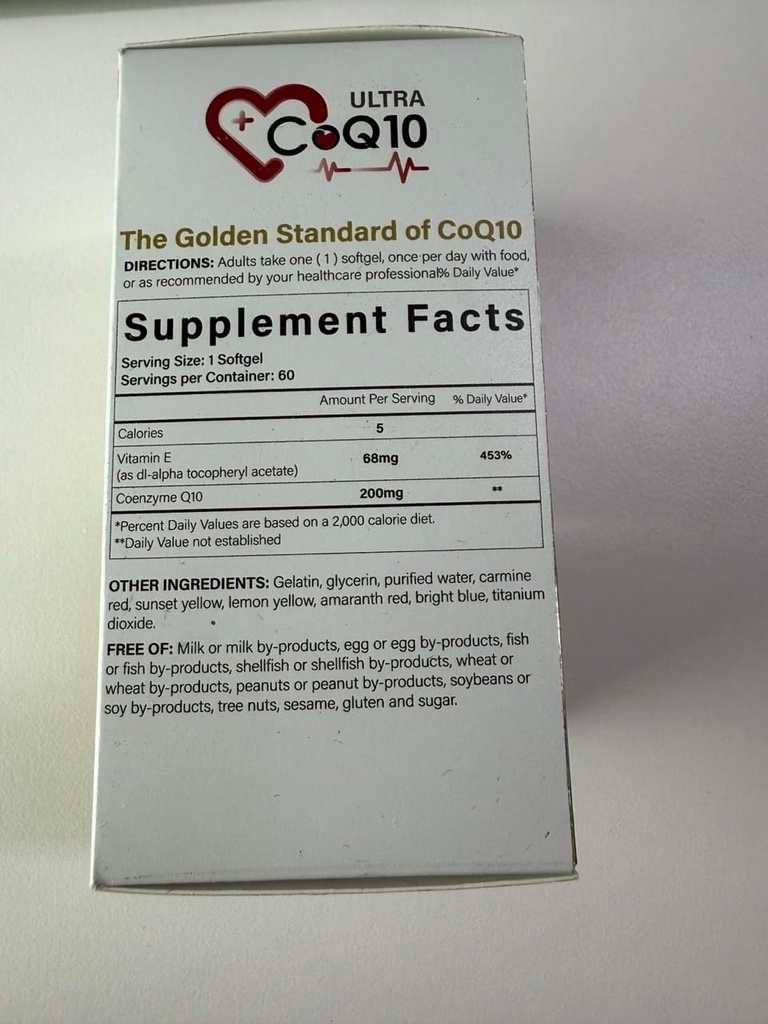 ULTRA
CoQ10
The Golden Standard of CoQ10
DIRECTIONS: Adults take one ( 1 ) softgel, once per day with food,
or as recommended by your healthcare professional% Daily Value*
Supplement Facts
Serving Size: 1 Softgel
Servings per Container: 60
Amount Per Serving % Daily Value*
Calories 5
Vitamin E 68mg 453%
(as dl-alpha tocopheryl acetate)
Coenzyme Q10 200mg **
*Percent Daily Values are based on a 2,000 calorie diet.
**Daily Value not established
OTHER INGREDIENTS: Gelatin, glycerin, purified water, carmine
red, sunset yellow, lemon yellow, amaranth red, bright blue, titanium
dioxide.
FREE OF: Milk or milk by-products, egg or egg by-products, fish
or fish by-products, shellfish or shellfish by-products, wheat or
wheat by-products, peanuts or peanut by-products, soybeans or
soy by-products, tree nuts, sesame, gluten and sugar.